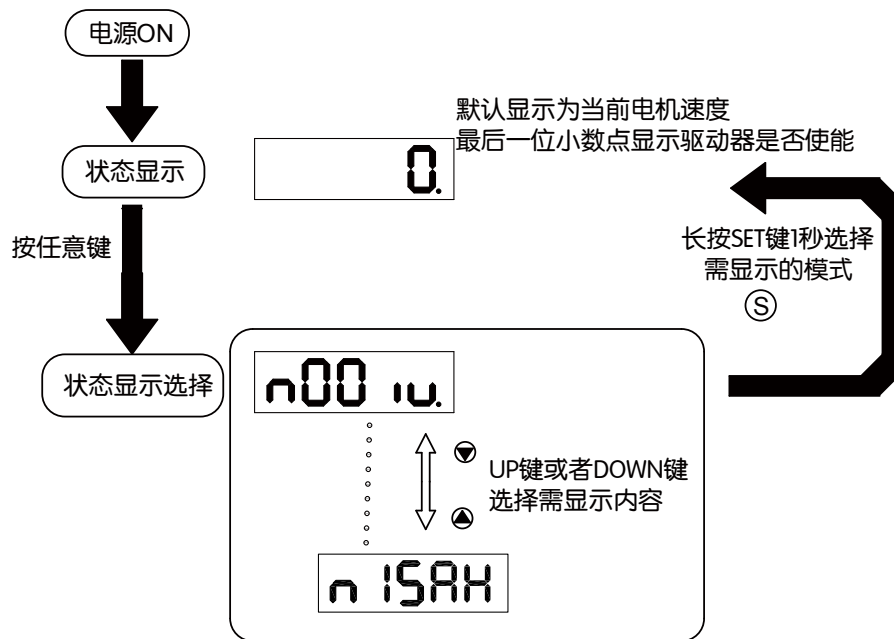 电源ON
默认显示为当前电机速度
最后一位小数点显示驱动器是否使能
状态显示
0.
按任意键
长按SET键1秒选择
需显示的模式
S
状态显示选择
n00 iu.
UP键或者DOWN键
选择需显示内容
n 15AH